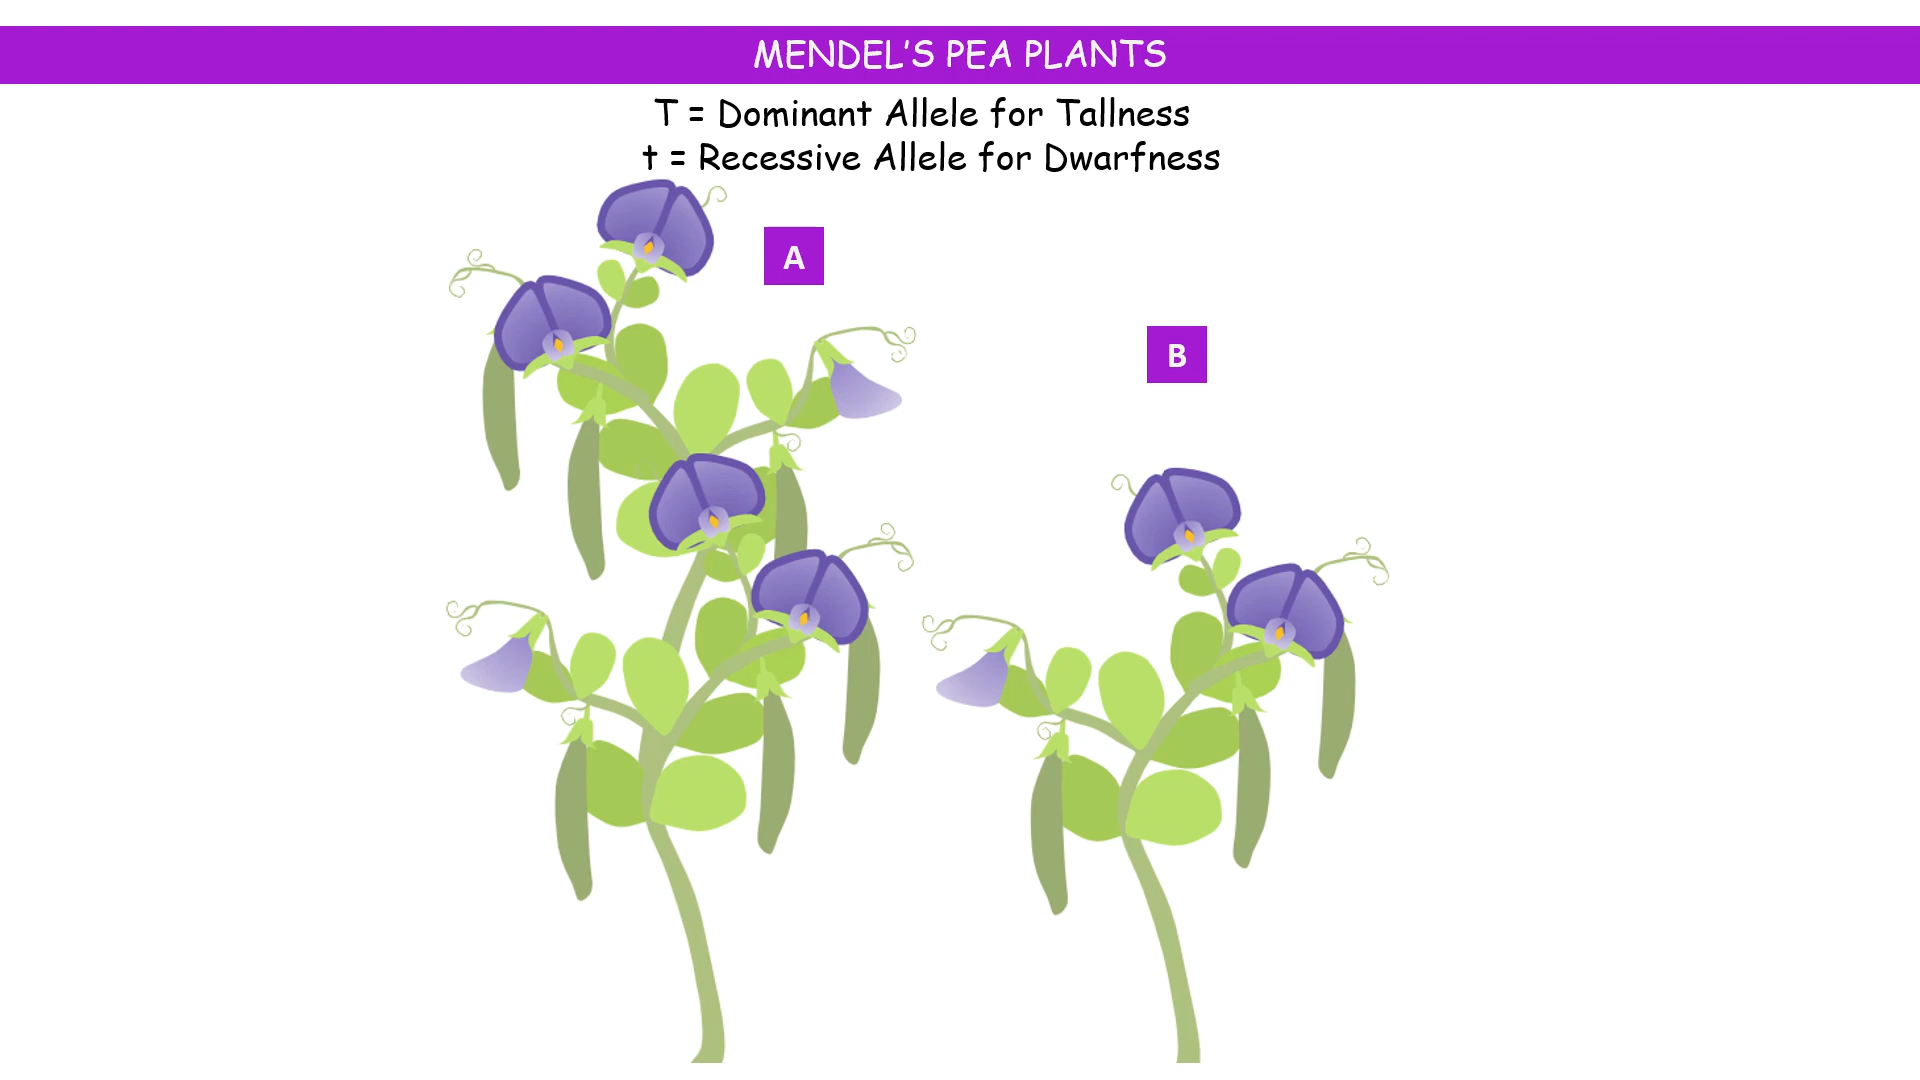 MENDEL'S PEA PLANTS
T = Dominant Allele for Tallness
t = Recessive Allele for Dwarfness
A
B